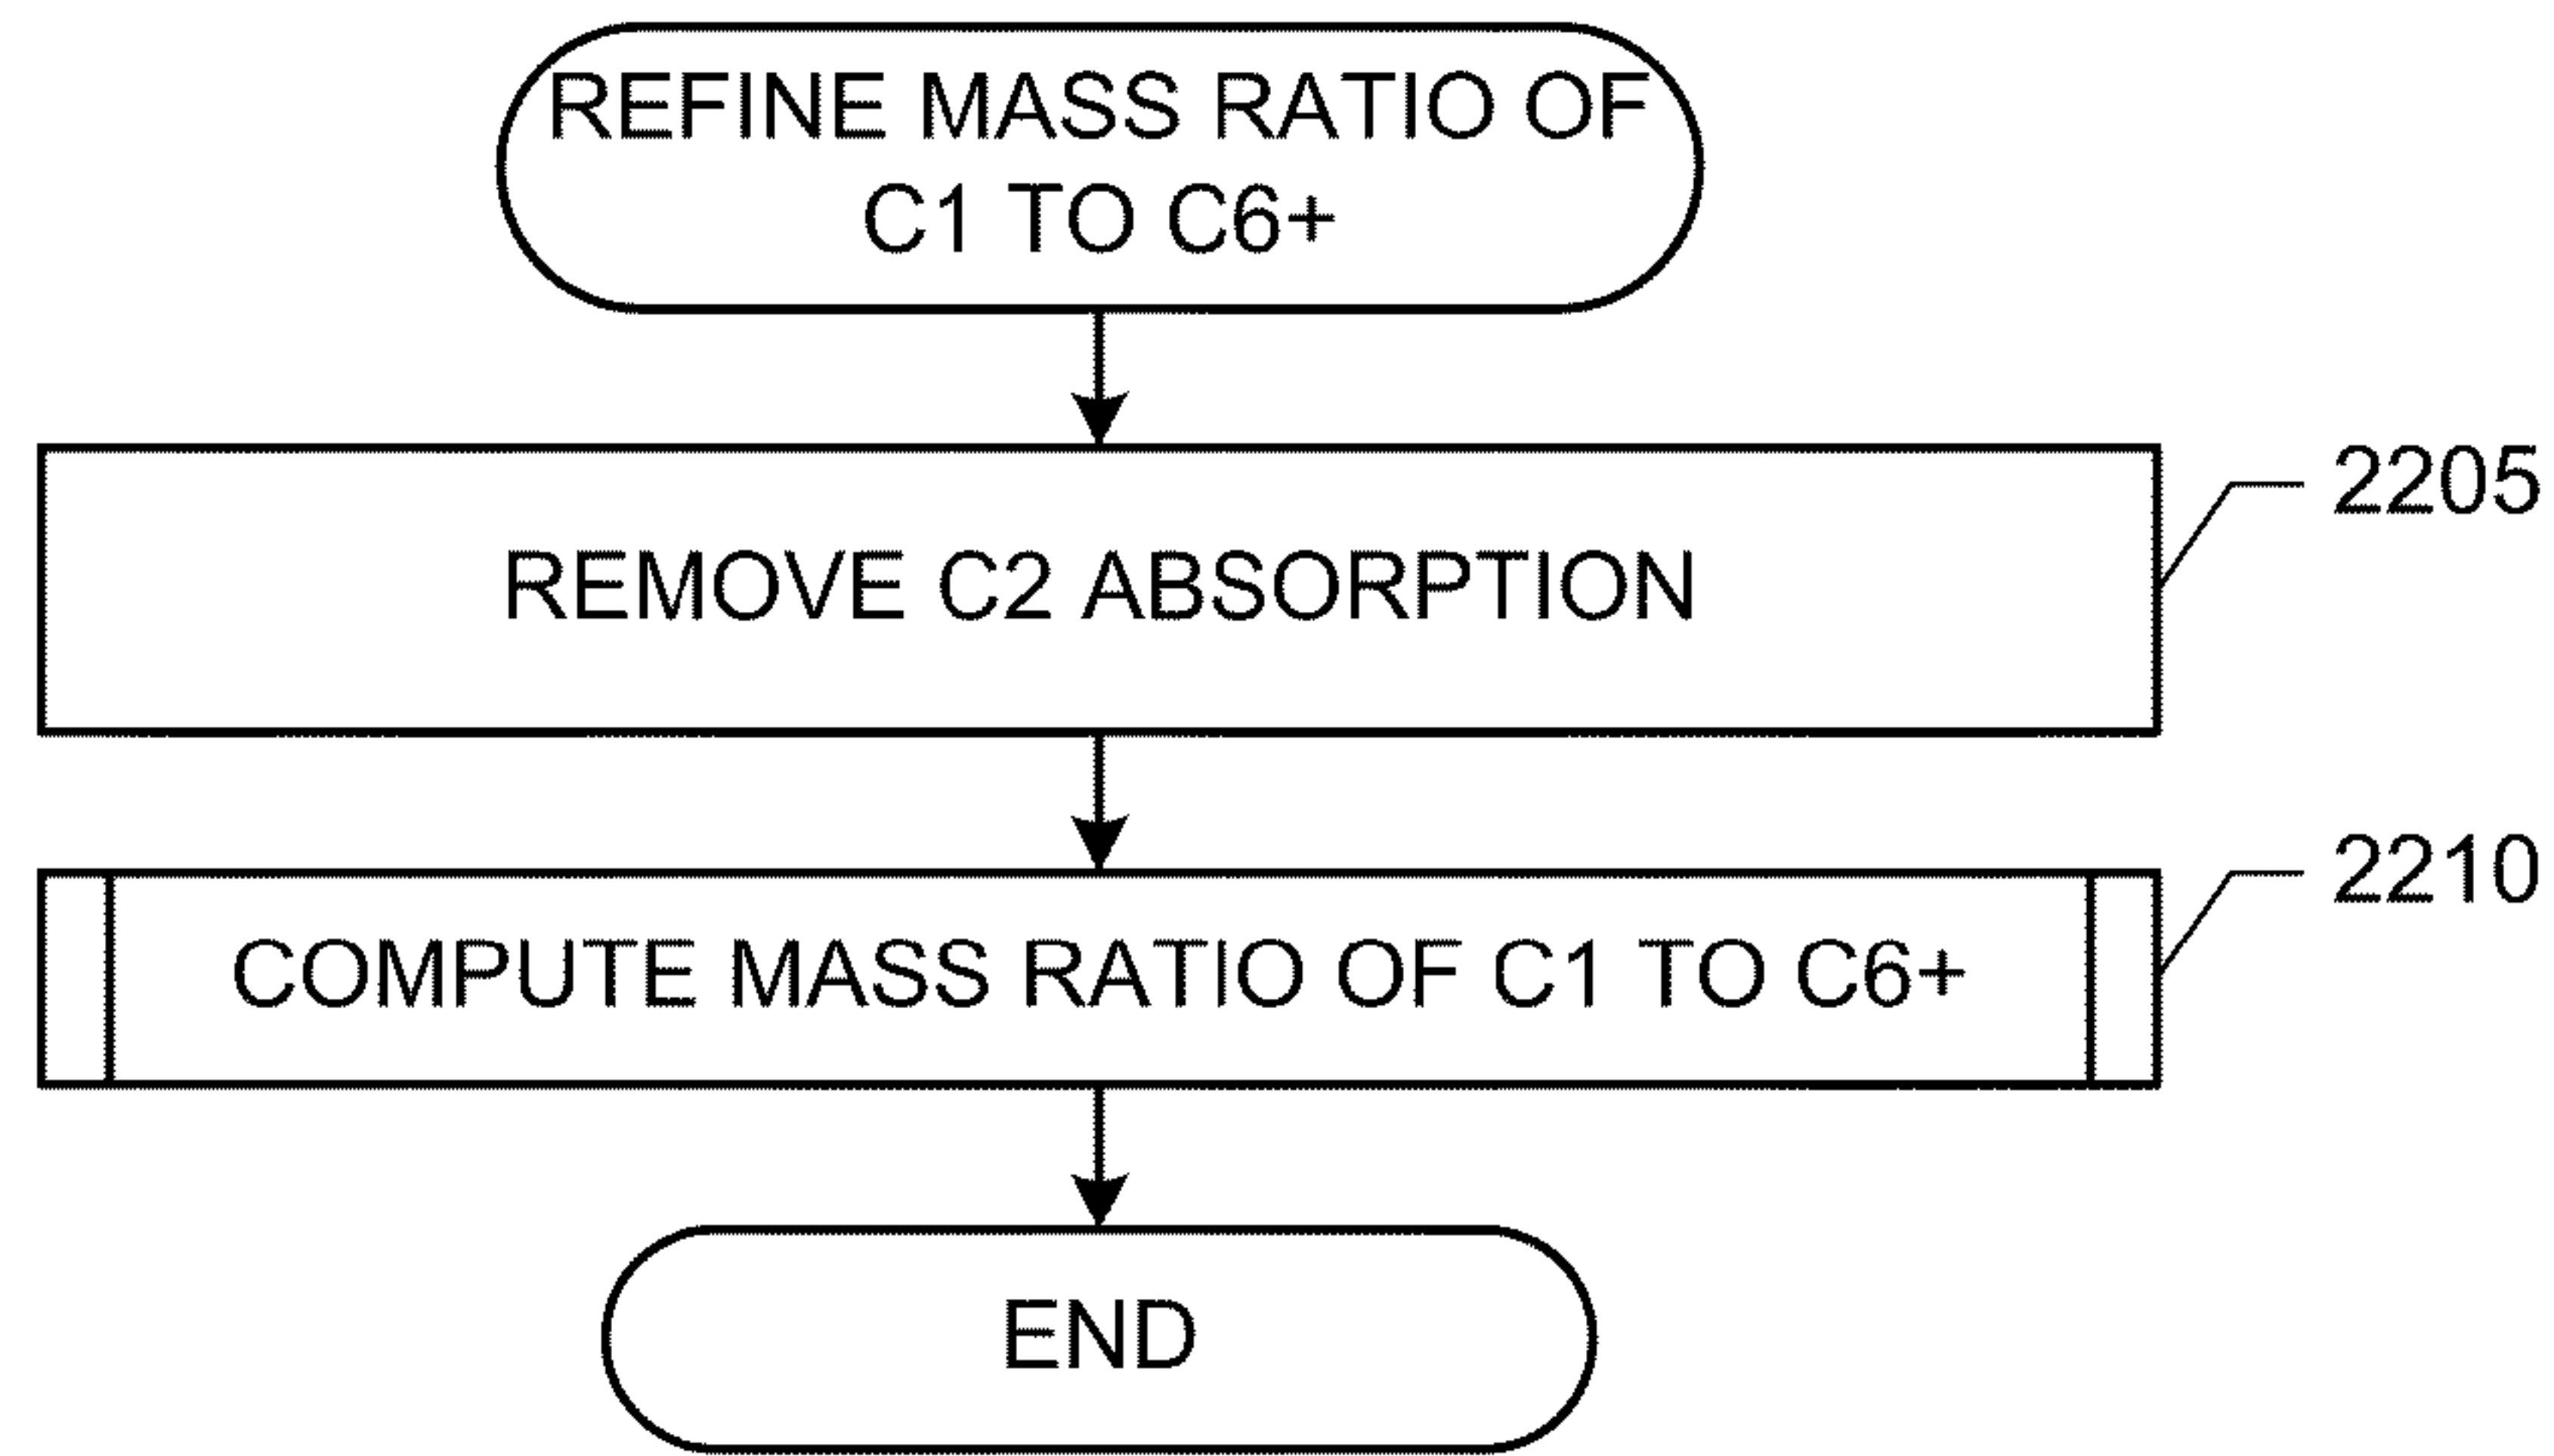 REFINE MASS RATIO OF
C1 TO C6+
2205
REMOVE C2 ABSORPTION
2210
COMPUTE MASS RATIO OF C1 TO C6+
END